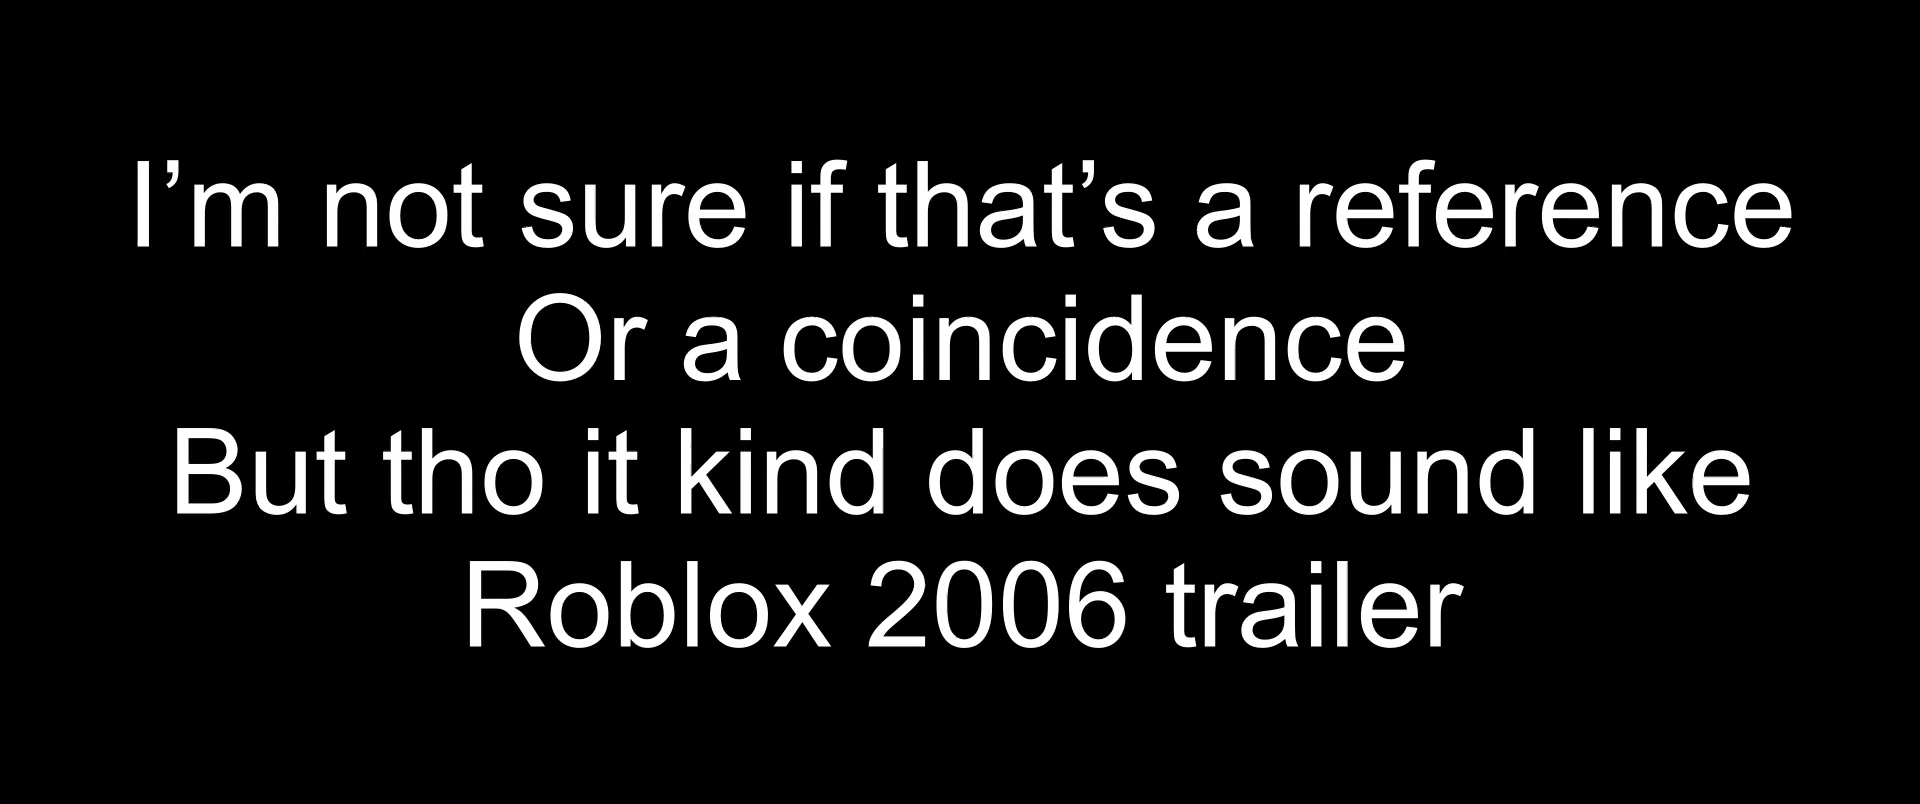 I’m not sure if that’s a reference
Or a coincidence
But tho it kind does sound like
Roblox 2006 trailer